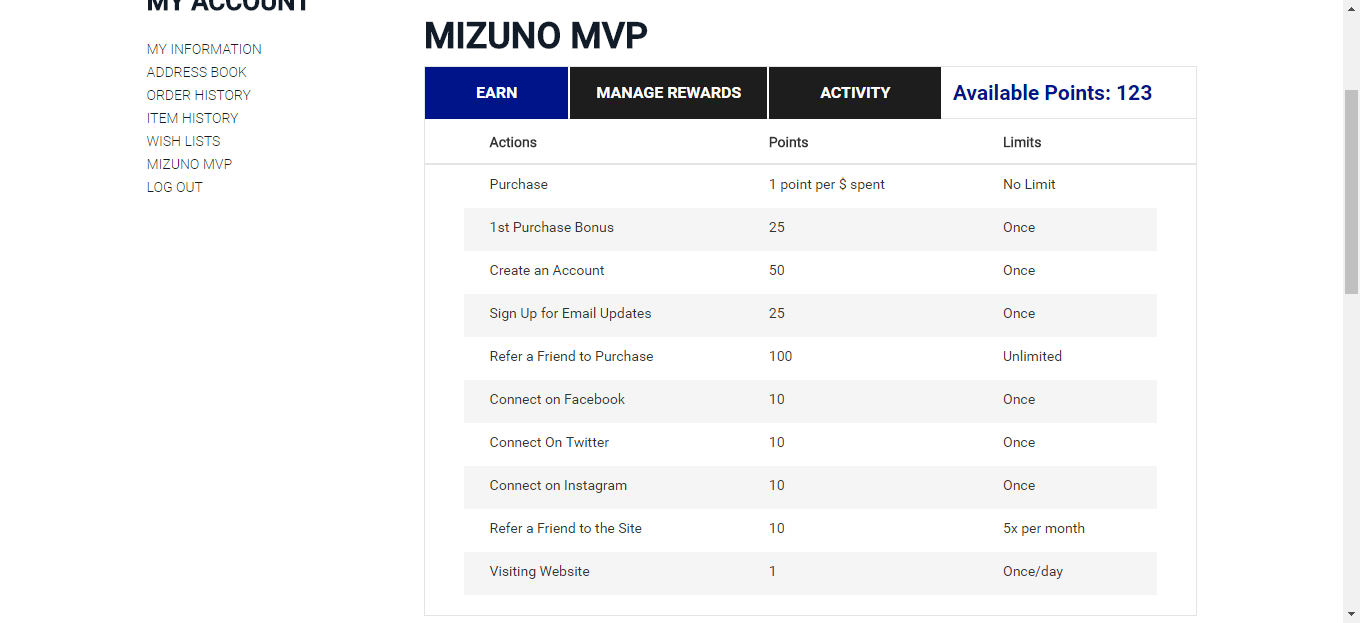 MY ACCOUNT
MY INFORMATION
ADDRESS BOOK
ORDER HISTORY
ITEM HISTORY
WISH LISTS
MIZUNO MVP
LOG OUT
MIZUNO MVP
EARN MANAGE REWARDS ACTIVITY Available Points: 123
Actions Points Limits
Purchase 1 point per $ spent No Limit
1st Purchase Bonus 25 Once
Create an Account 50 Once
Sign Up for Email Updates 25 Once
Refer a Friend to Purchase 100 Unlimited
Connect on Facebook 10 Once
Connect On Twitter 10 Once
Connect on Instagram 10 Once
Refer a Friend to the Site 10 5x per month
Visiting Website 1 Once/day